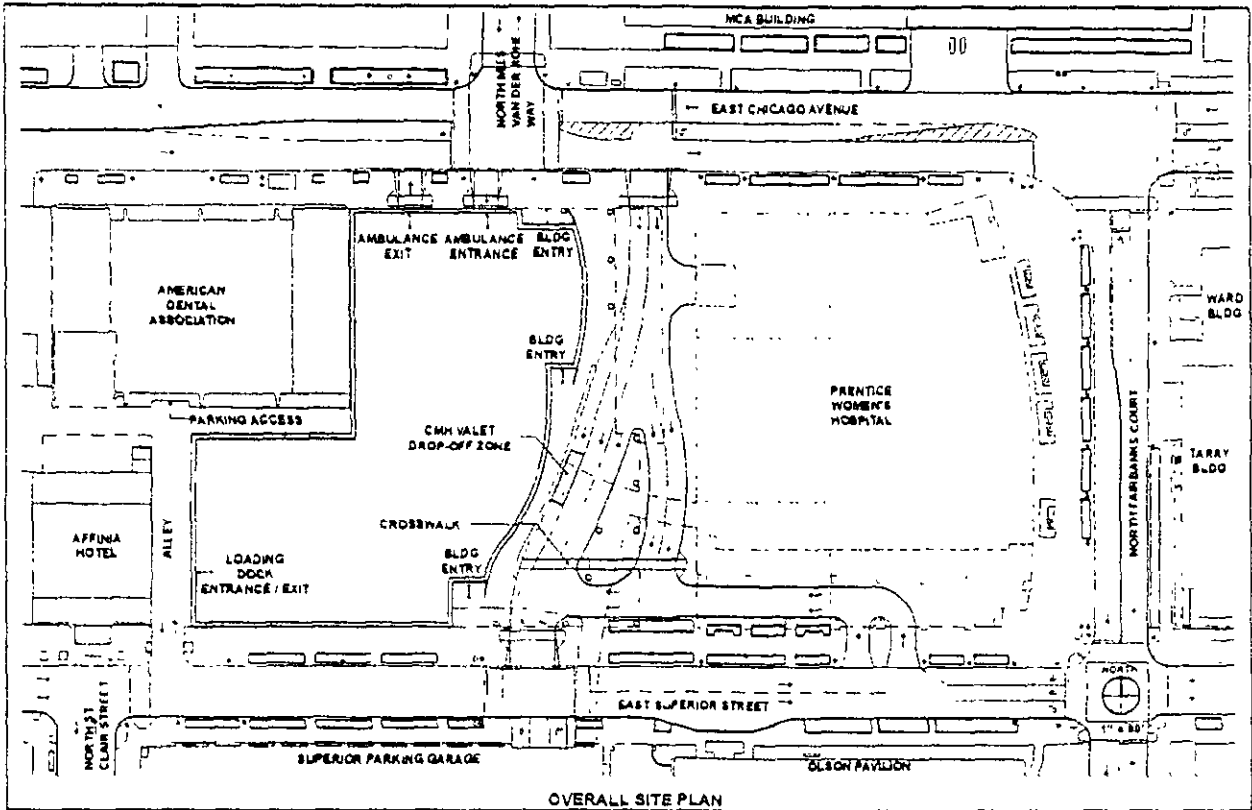 MCA BUILDING
NORTH MIES
VAN DER ROHE
WAY
EAST CHICAGO AVENUE
AMBULANCE
EXIT
AMBULANCE
ENTRANCE
BLDG
ENTRY
AMERICAN
DENTAL
ASSOCIATION
WARD
BLDG
BLDG
ENTRY
PRENTICE
WOMEN'S
HOSPITAL
PARKING ACCESS
CMH VALET
DROP-OFF ZONE
NORTH FAIRBANKS COURT
TARRY
BLDG
AFFINIA
HOTEL
ALLEY
CROSSWALK
LOADING
DOCK
ENTRANCE / EXIT
BLDG
ENTRY
NORTH
EAST SUPERIOR STREET
NORTH ST
CLAIR STREET
SUPERIOR PARKING GARAGE
OLSON PAVILION
OVERALL SITE PLAN